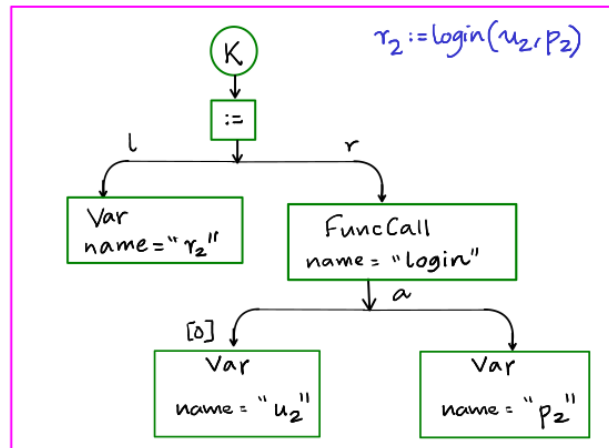 r₂ := login(u₂, p₂)
K
:=
l
r
Var
name = "r₂"
FuncCall
name = "login"
a
[0]
Var
name = "u₂"
Var
name = "p₂"